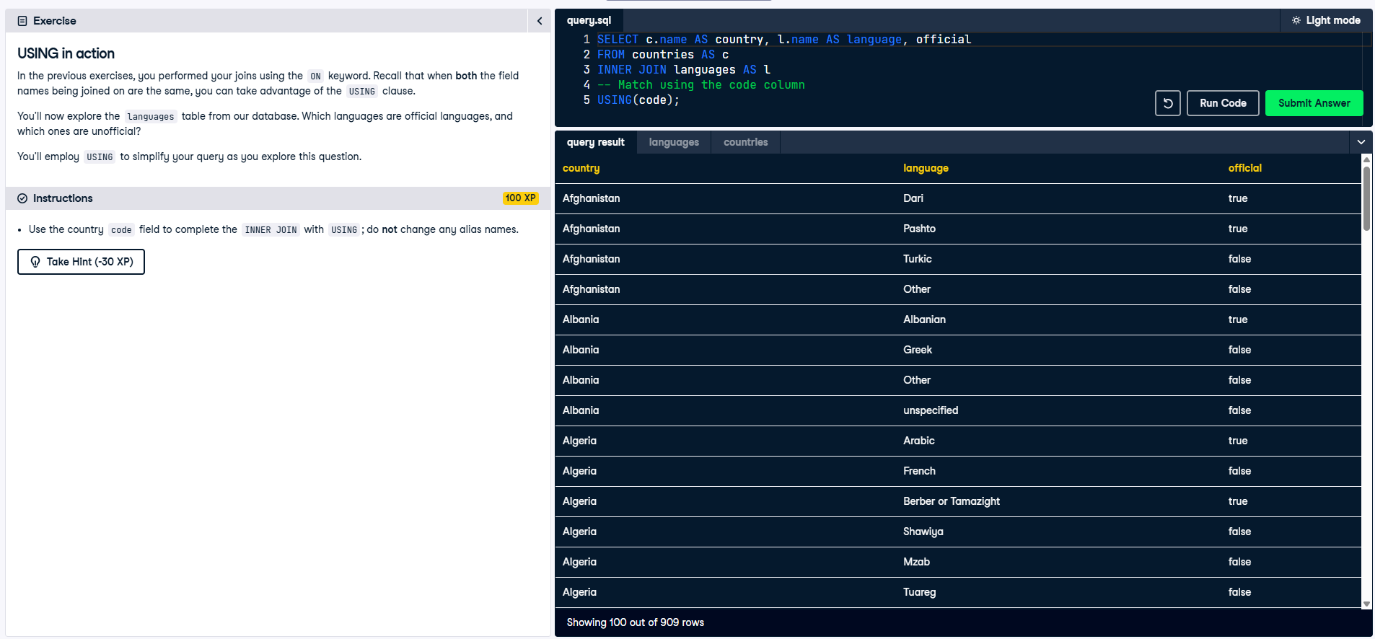 Exercise
USING in action
In the previous exercises, you performed your joins using the ON keyword. Recall that when both the field
names being joined on are the same, you can take advantage of the USING clause.
You'll now explore the languages table from our database. Which languages are official languages, and
which ones are unofficial?
You'll employ USING to simplify your query as you explore this question.
Instructions
100 XP
• Use the country code field to complete the INNER JOIN with USING; do not change any alias names.
Take Hint (-30 XP)
query.sql
Light mode
1 SELECT c.name AS country, l.name AS language, official
2 FROM countries AS c
3 INNER JOIN languages AS l
4 -- Match using the code column
5 USING(code);
Run Code
Submit Answer
query result languages countries
country language official
Afghanistan Dari true
Afghanistan Pashto true
Afghanistan Turkic false
Afghanistan Other false
Albania Albanian true
Albania Greek false
Albania Other false
Albania unspecified false
Algeria Arabic true
Algeria French false
Algeria Berber or Tamazight true
Algeria Shawiya false
Algeria Mzab false
Algeria Tuareg false
Showing 100 out of 909 rows